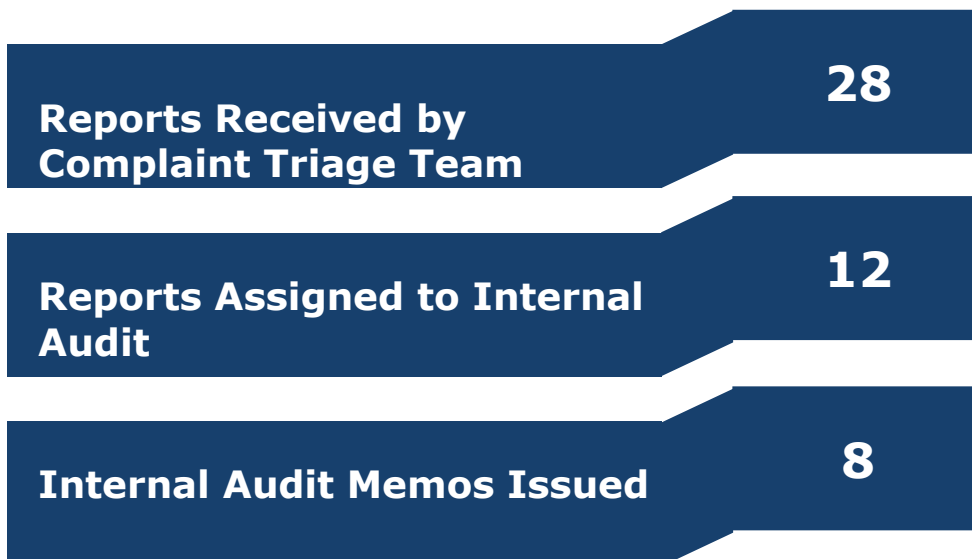 28
Reports Received by
Complaint Triage Team
12
Reports Assigned to Internal
Audit
8
Internal Audit Memos Issued